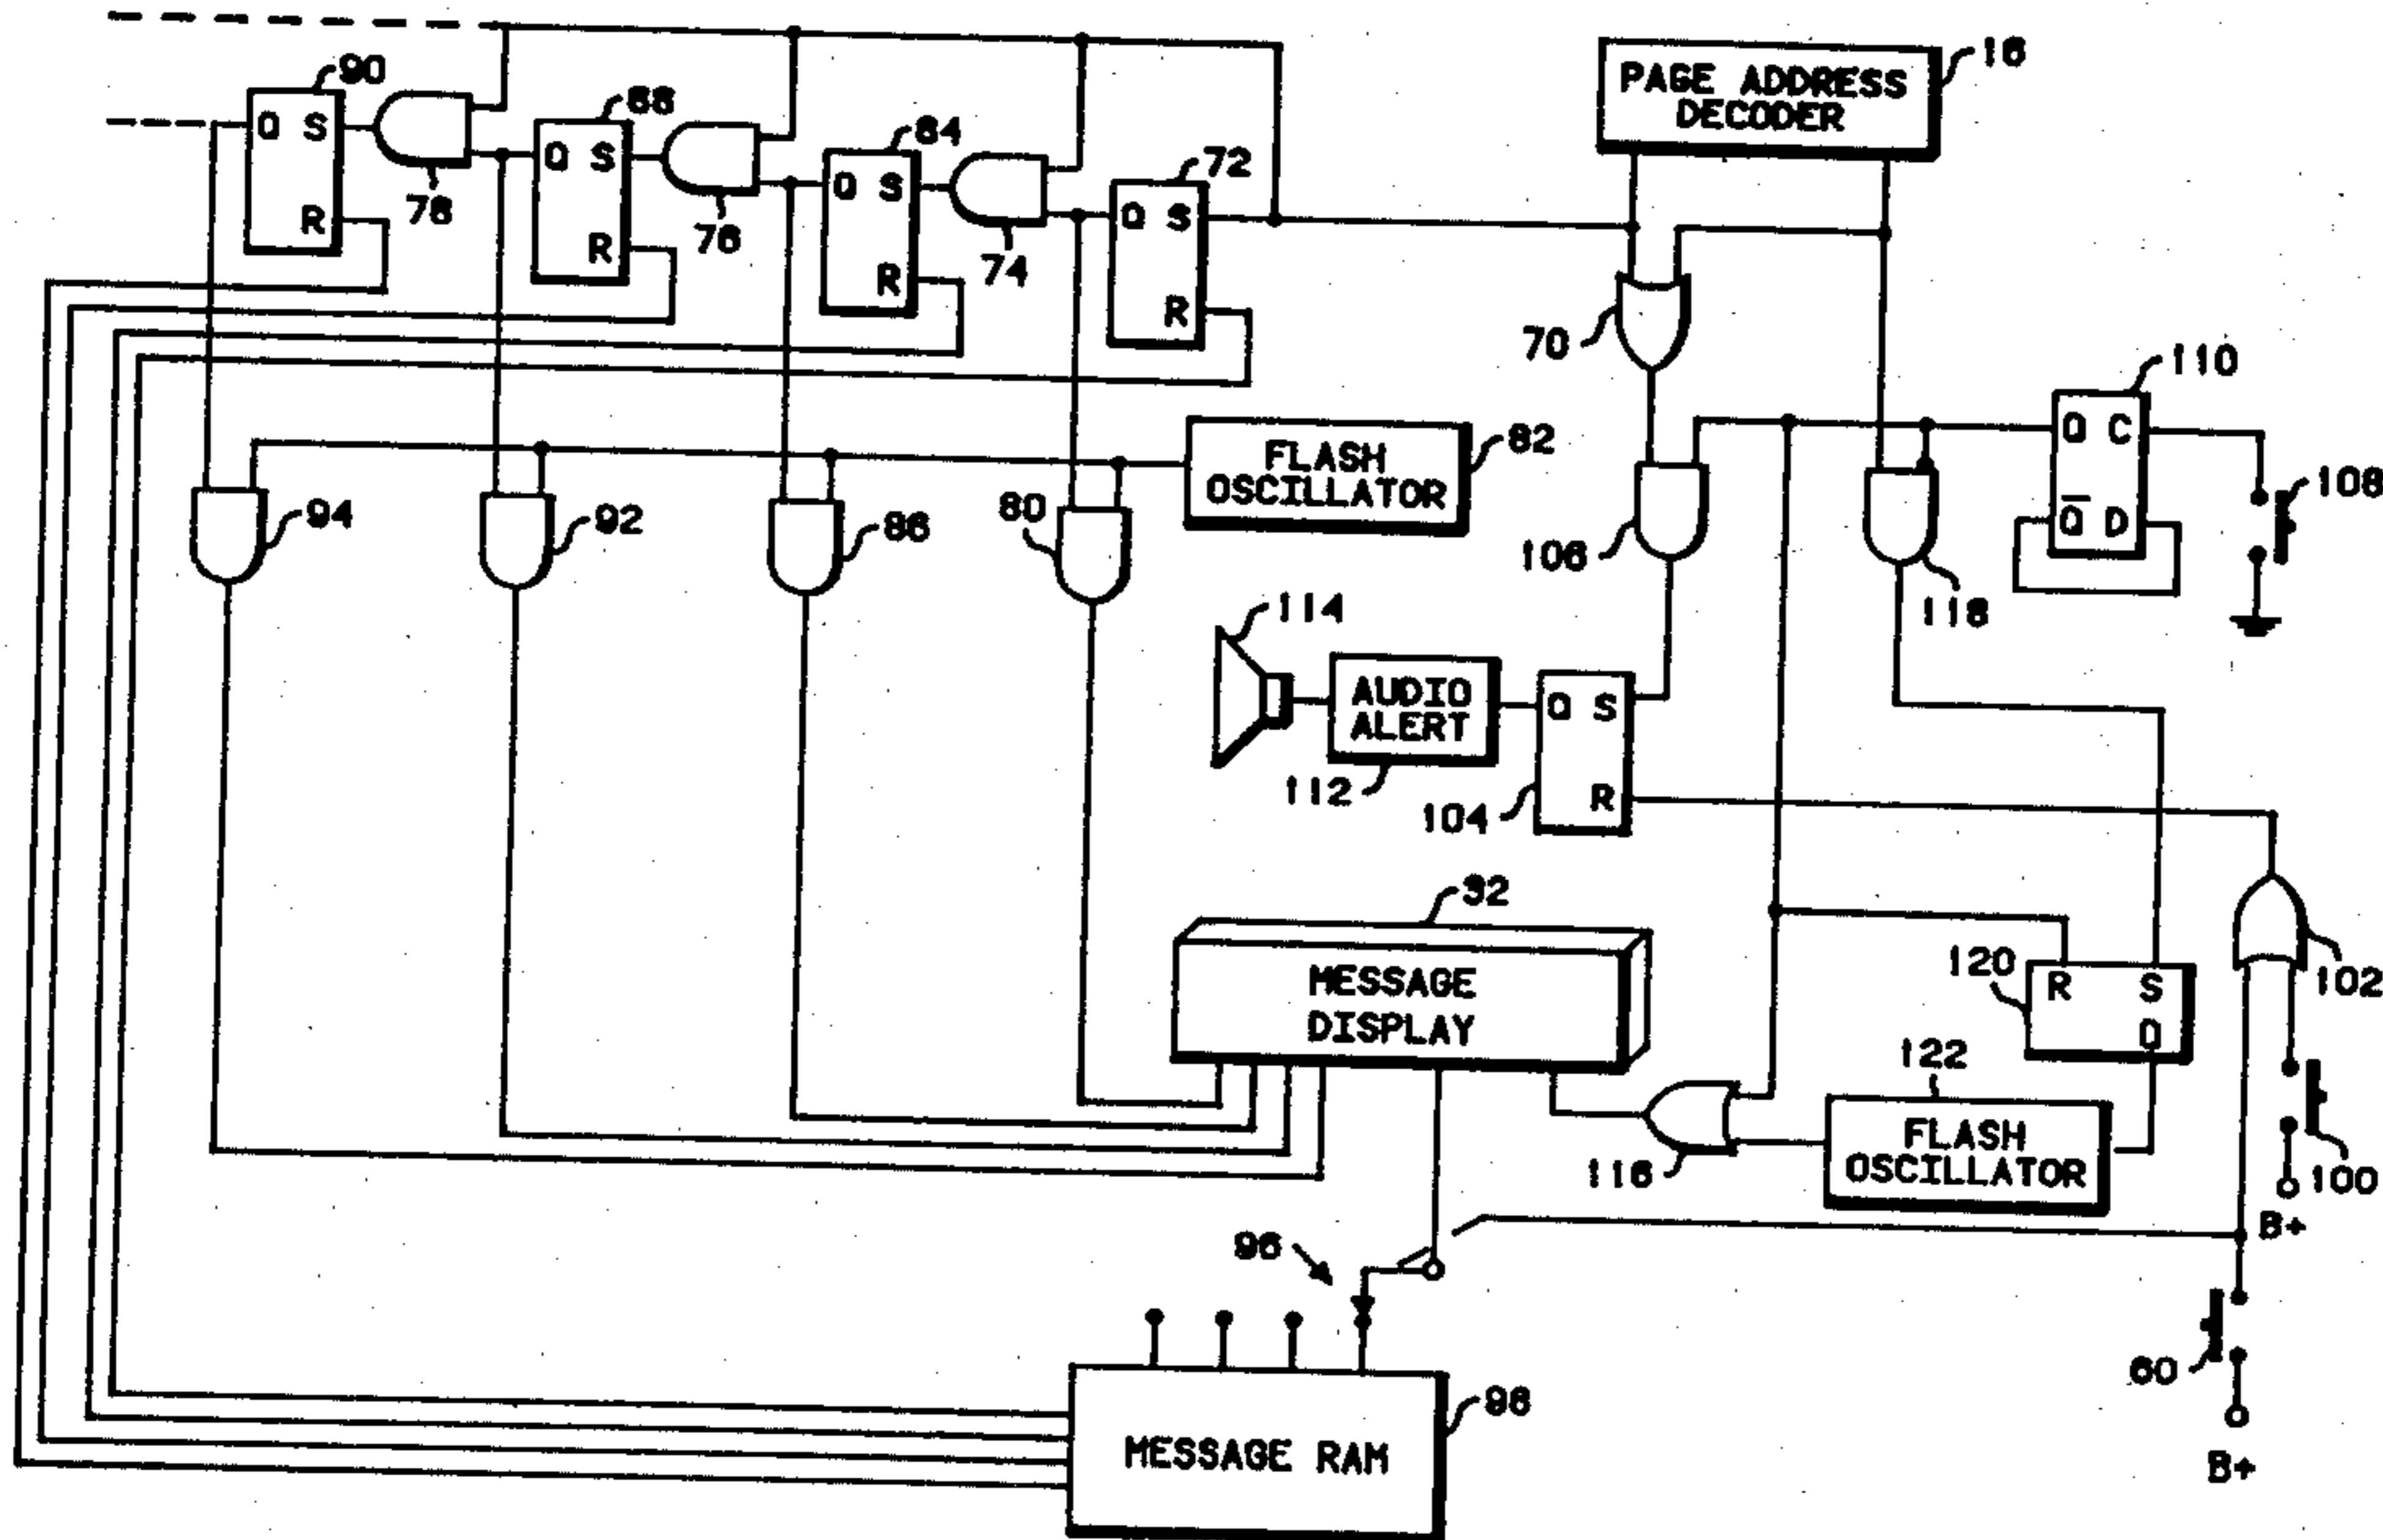 90
88
84
72
16
PAGE ADDRESS
DECODER
Q S
R
78
Q S
R
76
Q S
R
74
Q S
R
70
110
Q C
Q̅ D
108
FLASH
OSCILLATOR
82
94
92
86
80
106
118
114
AUDIO
ALERT
112
Q S
R
104
32
MESSAGE
DISPLAY
120
R S
Q
102
122
FLASH
OSCILLATOR
116
100
B+
96
60
B+
98
MESSAGE RAM